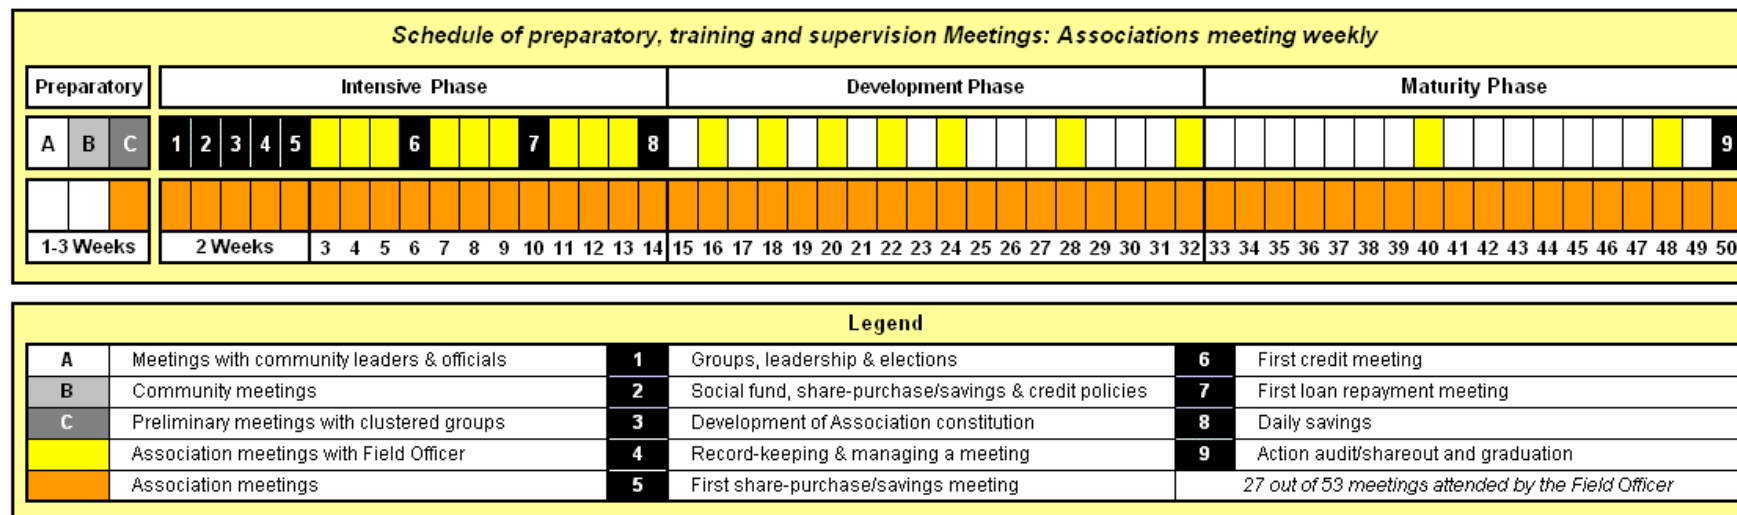 Schedule of preparatory, training and supervision Meetings: Associations meeting weekly
Preparatory Intensive Phase Development Phase Maturity Phase
A B C 1 2 3 4 5 6 7 8 9
1-3 Weeks 2 Weeks 3 4 5 6 7 8 9 10 11 12 13 14 15 16 17 18 19 20 21 22 23 24 25 26 27 28 29 30 31 32 33 34 35 36 37 38 39 40 41 42 43 44 45 46 47 48 49 50
Legend
A Meetings with community leaders & officials 1 Groups, leadership & elections 6 First credit meeting
B Community meetings 2 Social fund, share-purchase/savings & credit policies 7 First loan repayment meeting
C Preliminary meetings with clustered groups 3 Development of Association constitution 8 Daily savings
Association meetings with Field Officer 4 Record-keeping & managing a meeting 9 Action audit/shareout and graduation
Association meetings 5 First share-purchase/savings meeting 27 out of 53 meetings attended by the Field Officer